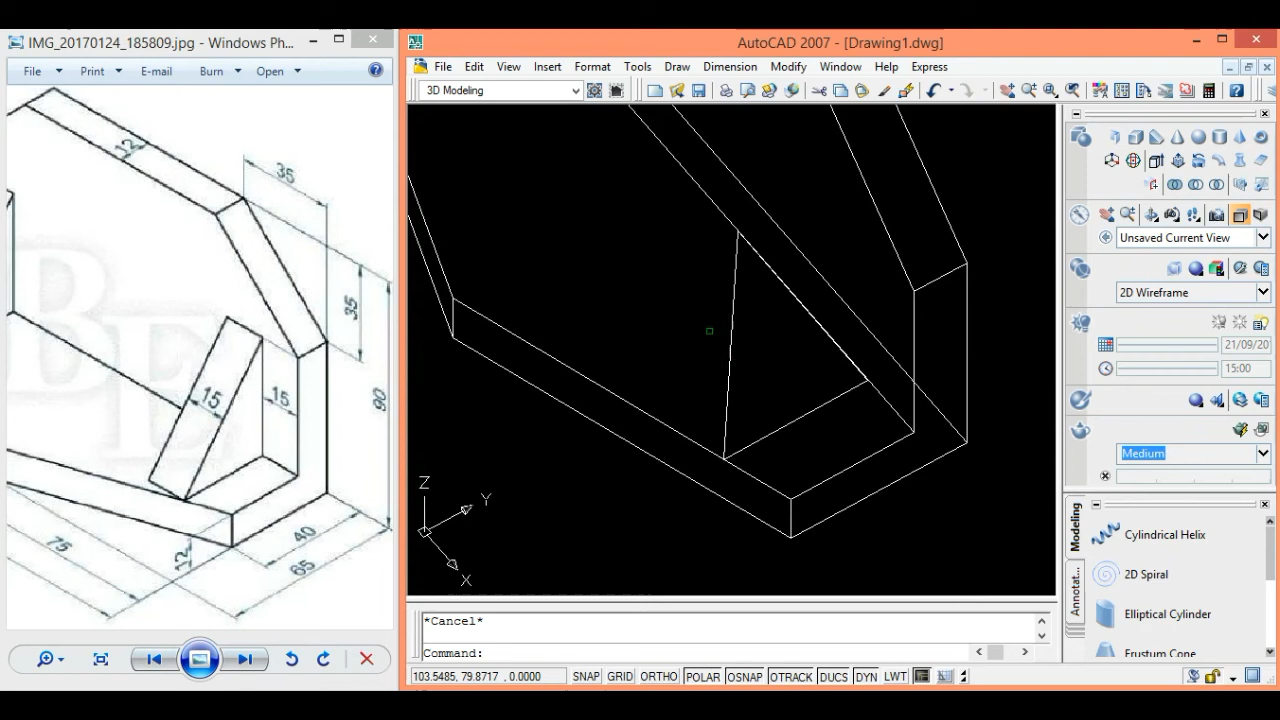 IMG_20170124_185809.jpg - Windows Ph...
File Print E-mail Burn Open
12
35
35
15
15
90
BE
75
12
40
65
AutoCAD 2007 - [Drawing1.dwg]
File Edit View Insert Format Tools Draw Dimension Modify Window Help Express
3D Modeling
Z
Y
X
*Cancel*
Command:
103.5485, 79.8717 , 0.0000 SNAP GRID ORTHO POLAR OSNAP OTRACK DUCS DYN LWT
Unsaved Current View
2D Wireframe
21/09/20
15:00
Medium
Modeling
Annotat...
Cylindrical Helix
2D Spiral
Elliptical Cylinder
Frustum Cone